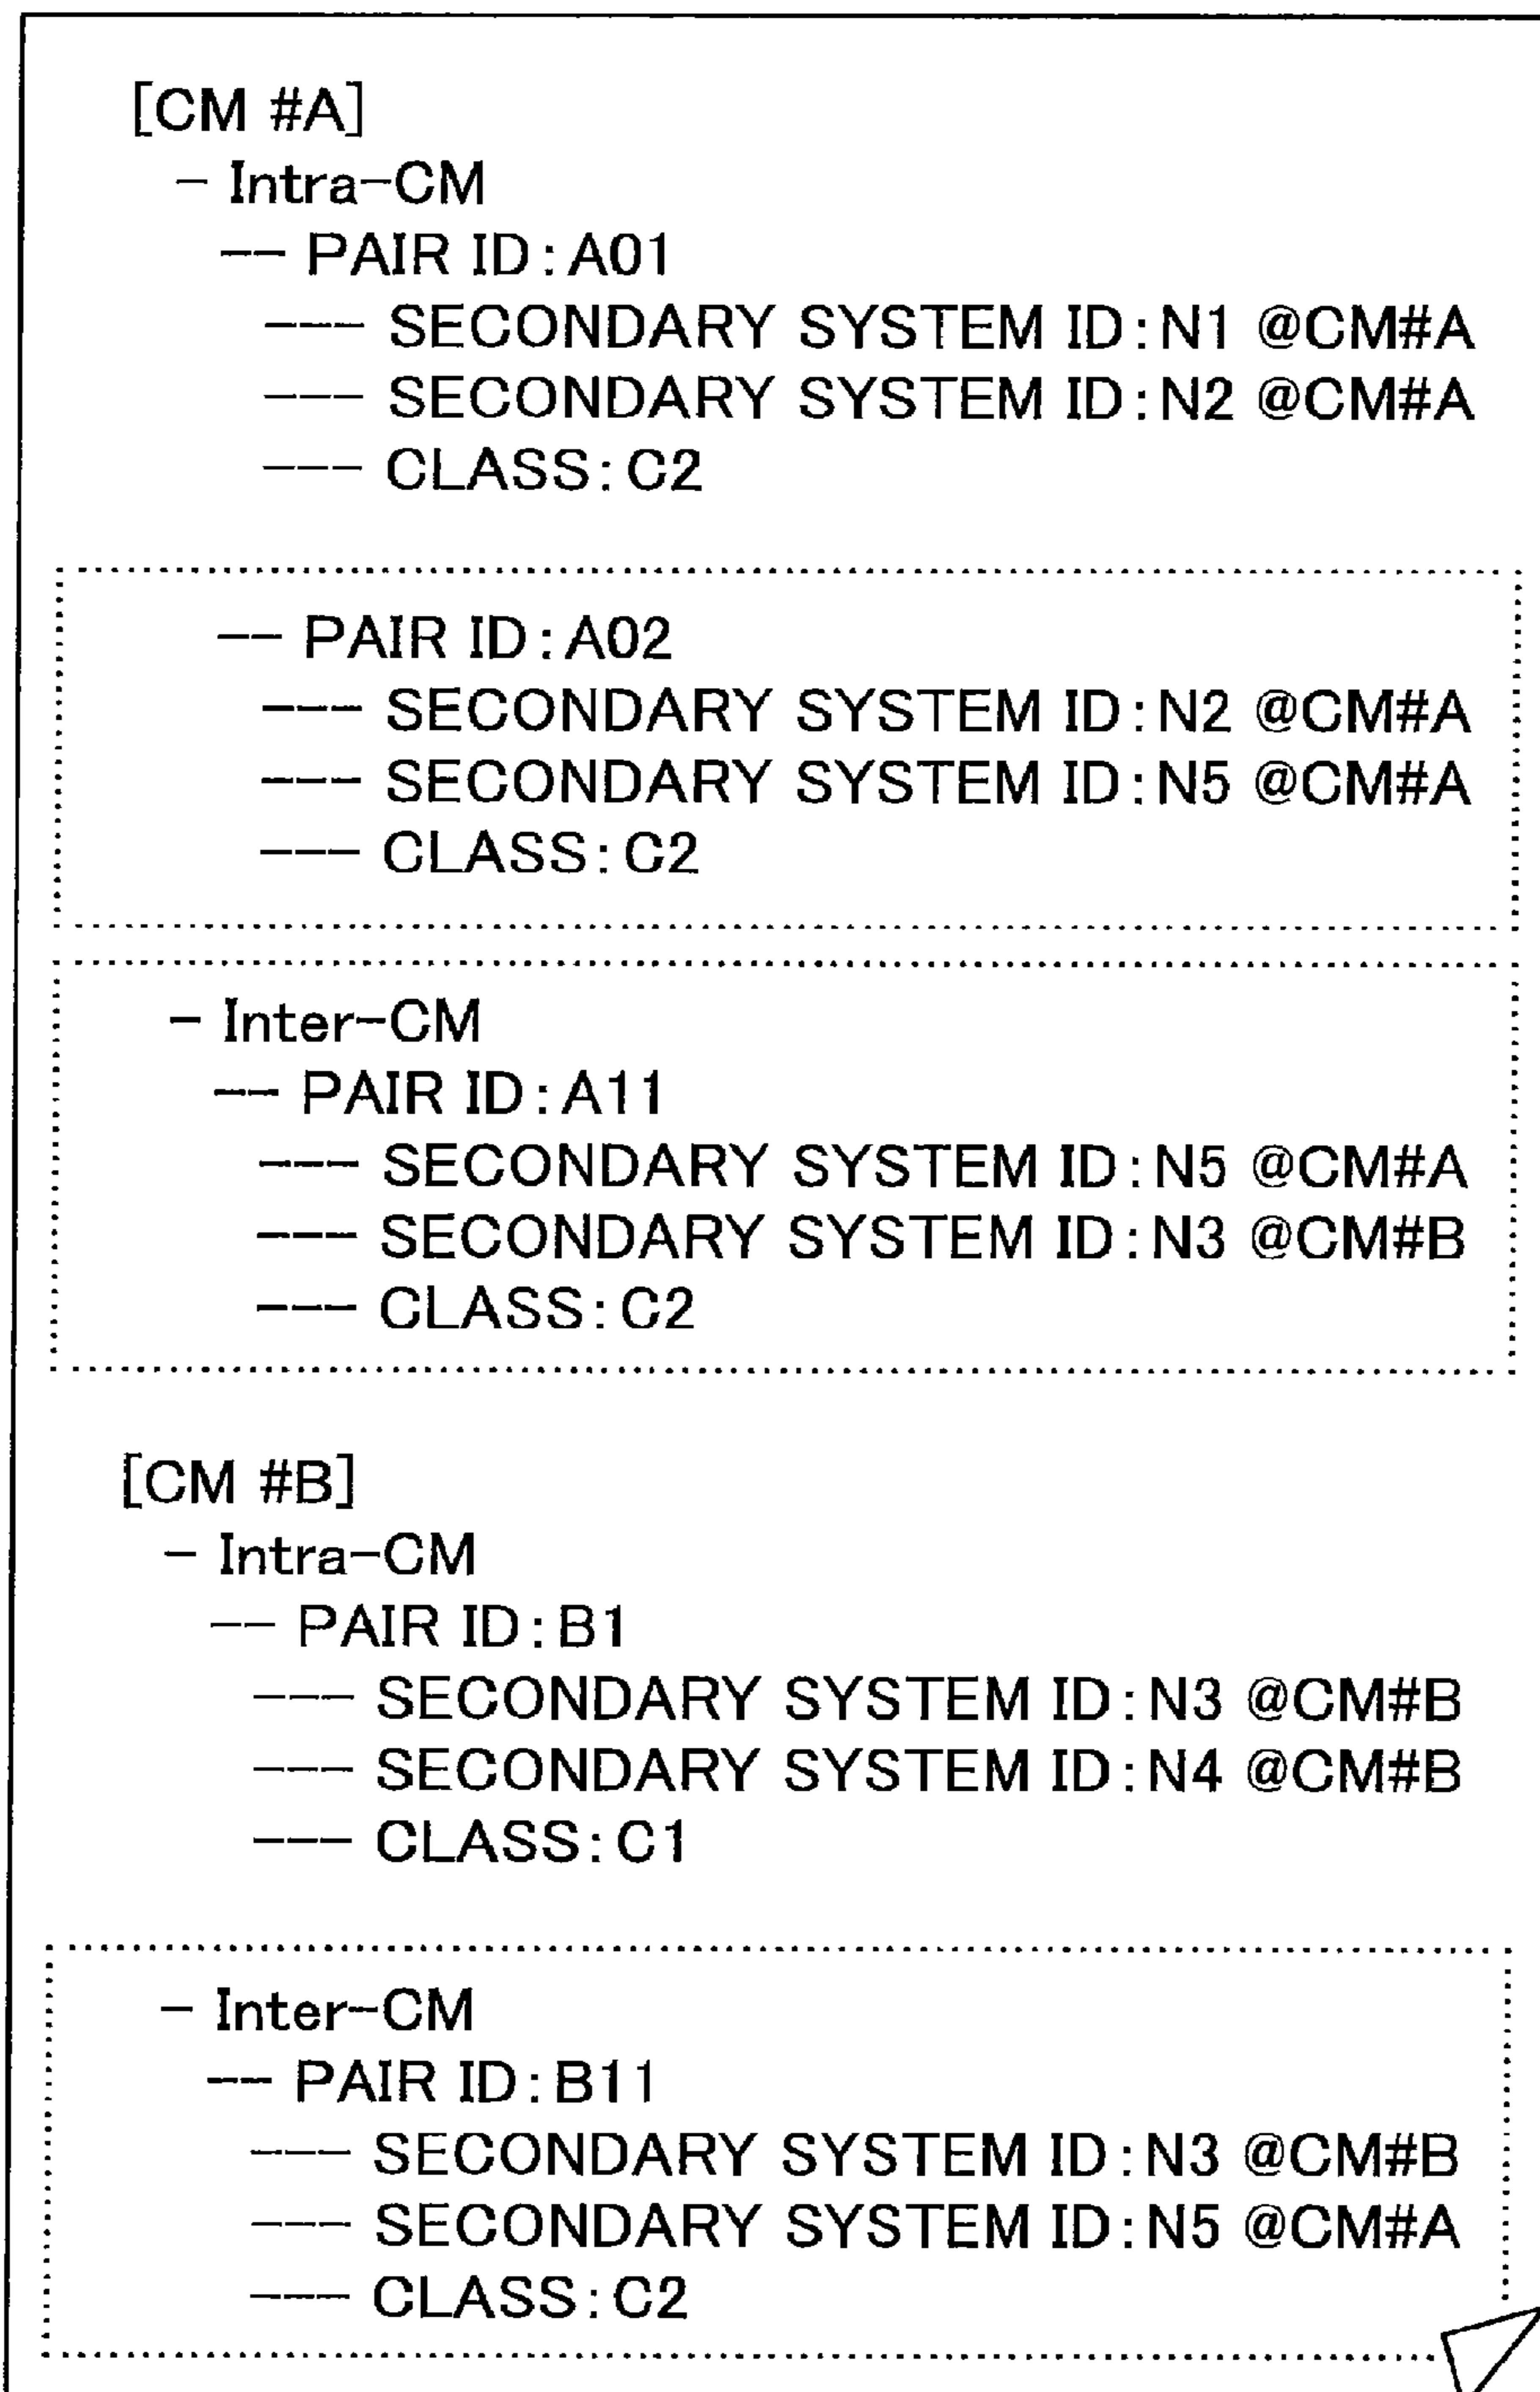 [CM #A]
- Intra-CM
-- PAIR ID:A01
--- SECONDARY SYSTEM ID:N1 @CM#A
--- SECONDARY SYSTEM ID:N2 @CM#A
--- CLASS:C2
-- PAIR ID:A02
--- SECONDARY SYSTEM ID:N2 @CM#A
--- SECONDARY SYSTEM ID:N5 @CM#A
--- CLASS:C2
- Inter-CM
-- PAIR ID:A11
--- SECONDARY SYSTEM ID:N5 @CM#A
--- SECONDARY SYSTEM ID:N3 @CM#B
--- CLASS:C2
[CM #B]
- Intra-CM
-- PAIR ID:B1
--- SECONDARY SYSTEM ID:N3 @CM#B
--- SECONDARY SYSTEM ID:N4 @CM#B
--- CLASS:C1
- Inter-CM
-- PAIR ID:B11
--- SECONDARY SYSTEM ID:N3 @CM#B
--- SECONDARY SYSTEM ID:N5 @CM#A
--- CLASS:C2